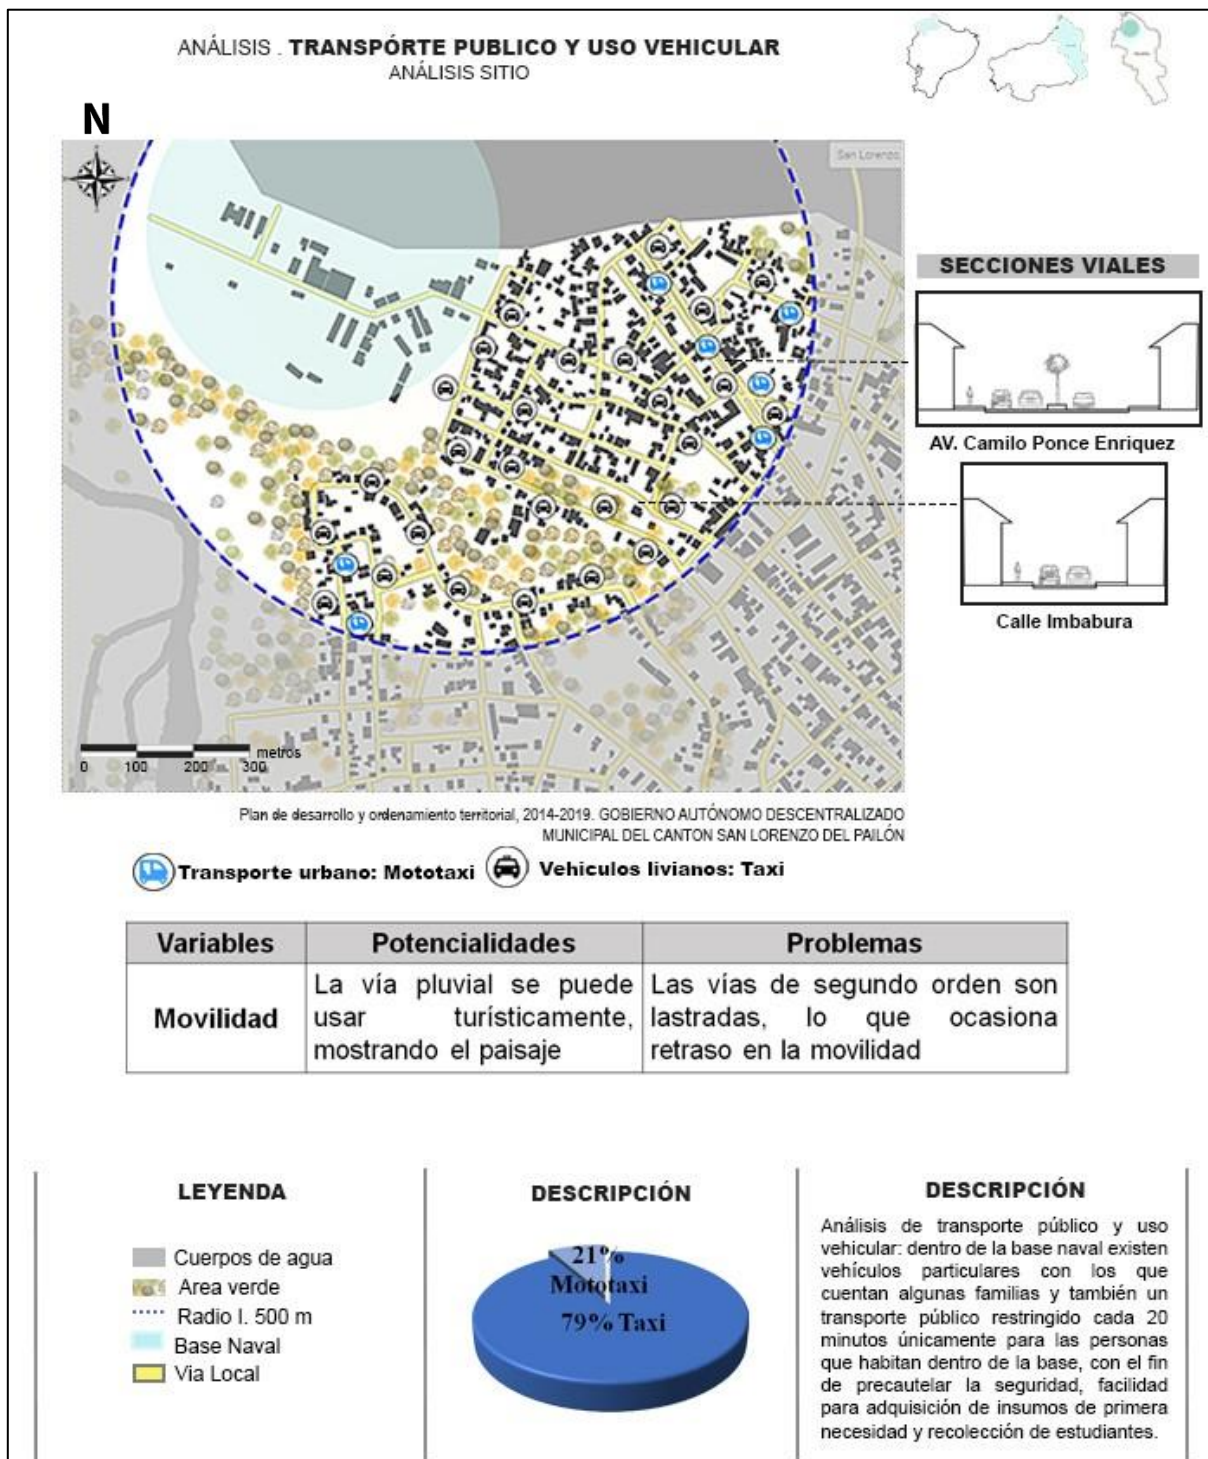 ANÁLISIS . TRANSPÓRTE PUBLICO Y USO VEHICULAR
ANÁLISIS SITIO
N
San Lorenzo
SECCIONES VIALES
AV. Camilo Ponce Enriquez
Calle Imbabura
metros
0 100 200 300
Plan de desarrollo y ordenamiento territorial, 2014-2019. GOBIERNO AUTÓNOMO DESCENTRALIZADO
MUNICIPAL DEL CANTON SAN LORENZO DEL PAILÓN
Transporte urbano: Mototaxi
Vehiculos livianos: Taxi
Variables
Potencialidades
Problemas
Movilidad
La vía pluvial se puede
usar turísticamente,
mostrando el paisaje
Las vías de segundo orden son
lastradas, lo que ocasiona
retraso en la movilidad
LEYENDA
Cuerpos de agua
Area verde
Radio I. 500 m
Base Naval
Via Local
DESCRIPCIÓN
21%
Mototaxi
79% Taxi
DESCRIPCIÓN
Análisis de transporte público y uso
vehicular: dentro de la base naval existen
vehículos particulares con los que
cuentan algunas familias y también un
transporte público restringido cada 20
minutos únicamente para las personas
que habitan dentro de la base, con el fin
de precautelar la seguridad, facilidad
para adquisición de insumos de primera
necesidad y recolección de estudiantes.